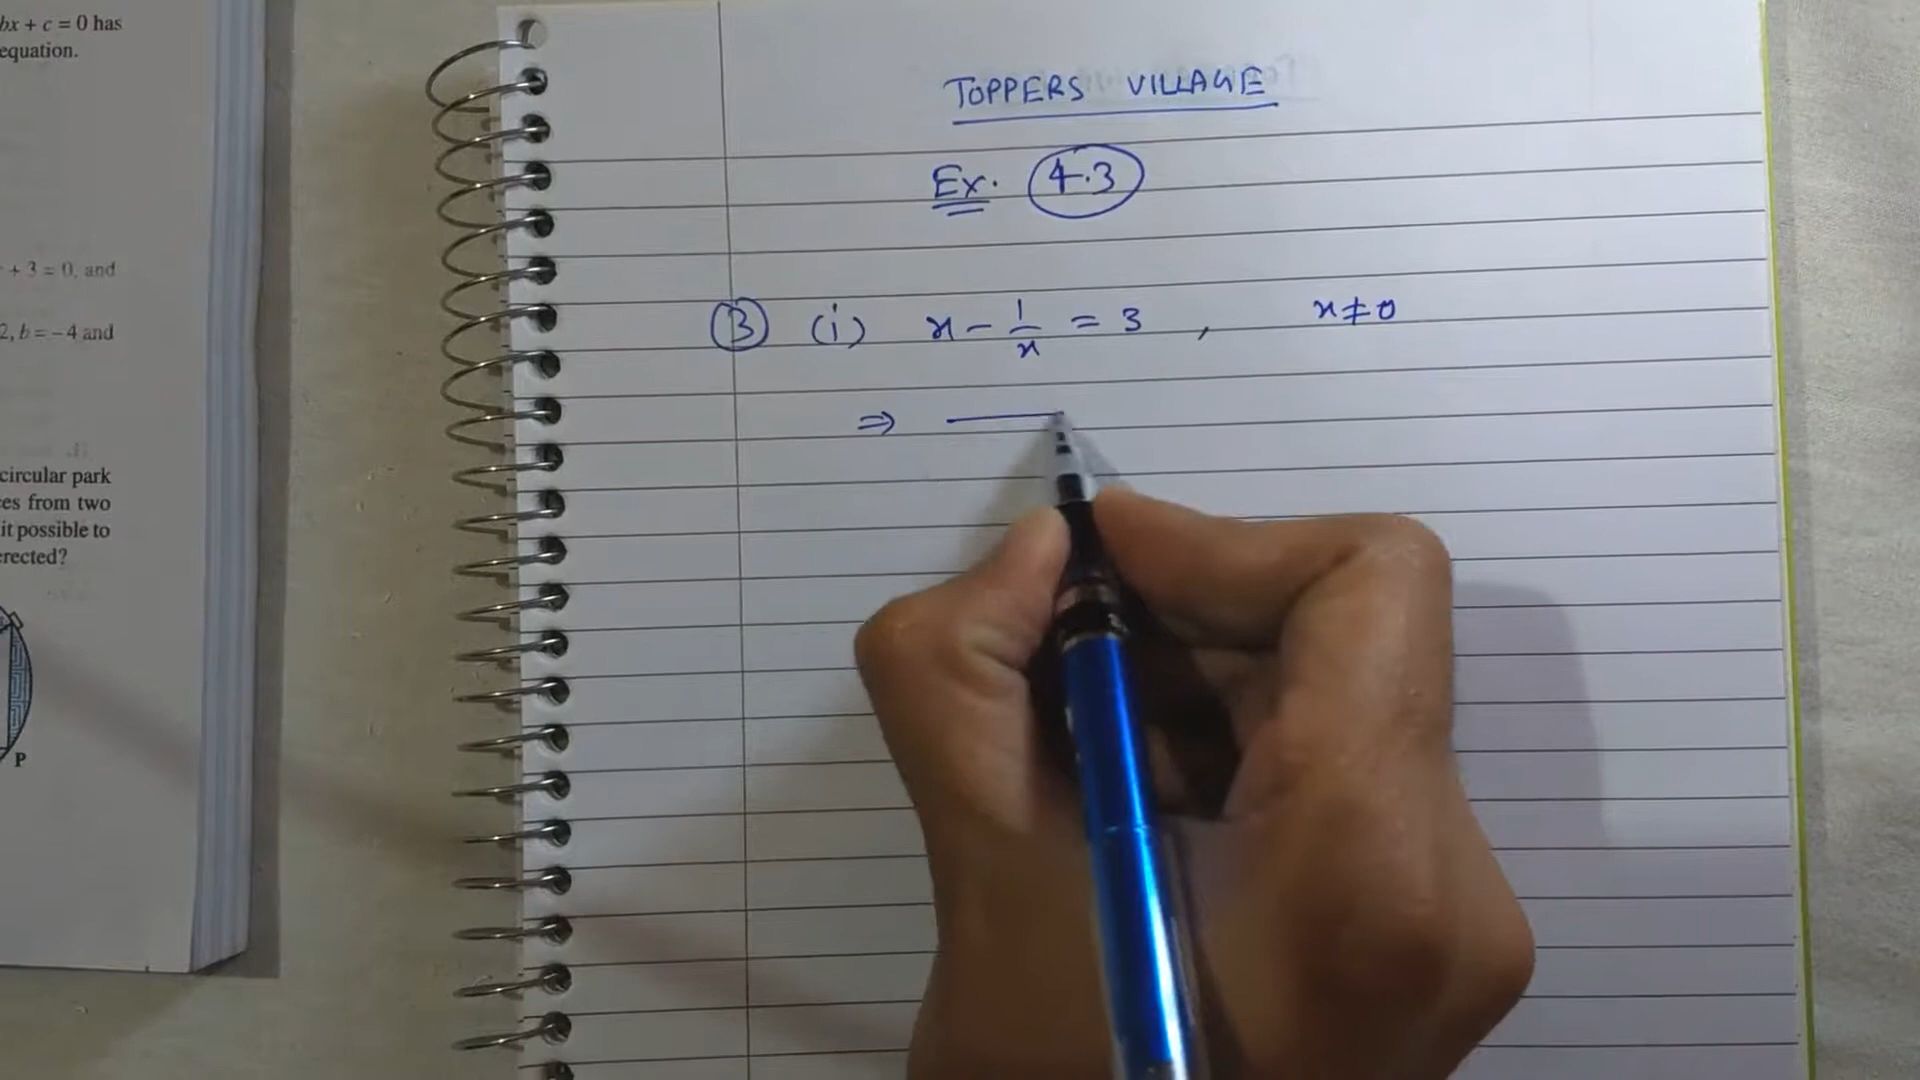 bx + c = 0 has
equation.
+ 3 = 0, and
2, b = – 4 and
circular park
es from two
it possible to
erected?
P
TOPPERS VILLAGE
Ex. 4.3
3 (i) x - 1/x = 3 , x ≠ 0
⇒